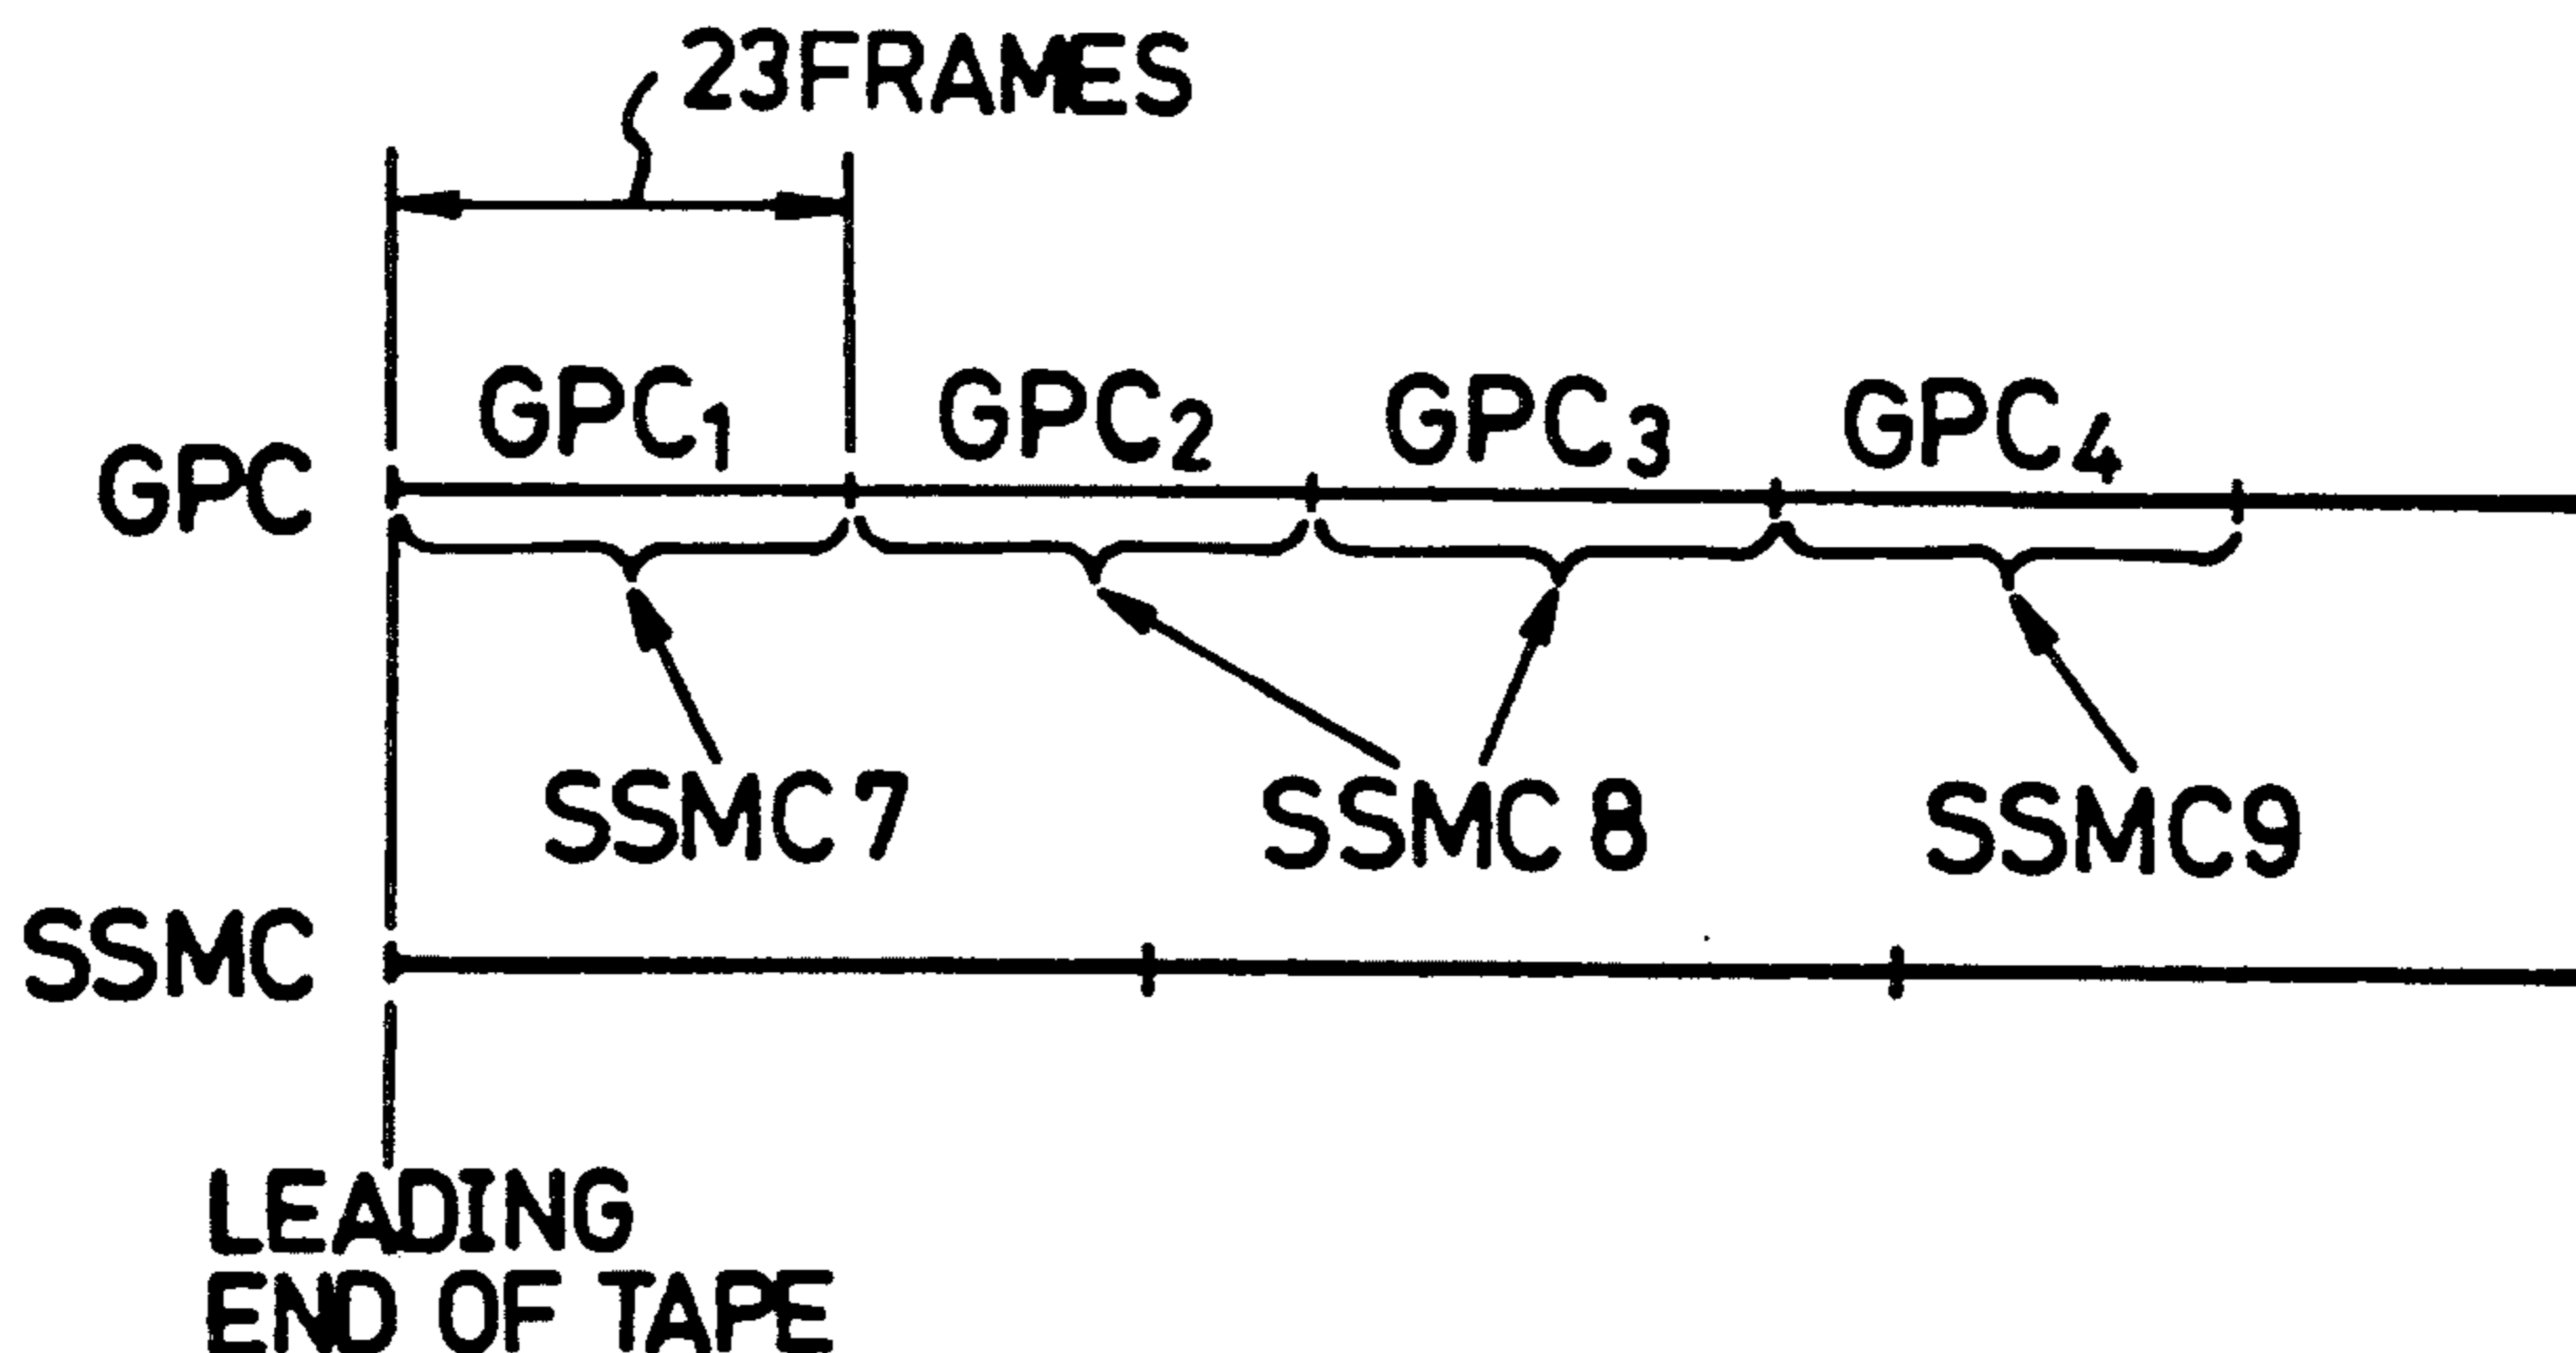 23FRAMES
GPC
GPC1
GPC2
GPC3
GPC4
SSMC7
SSMC8
SSMC9
SSMC
LEADING
END OF TAPE